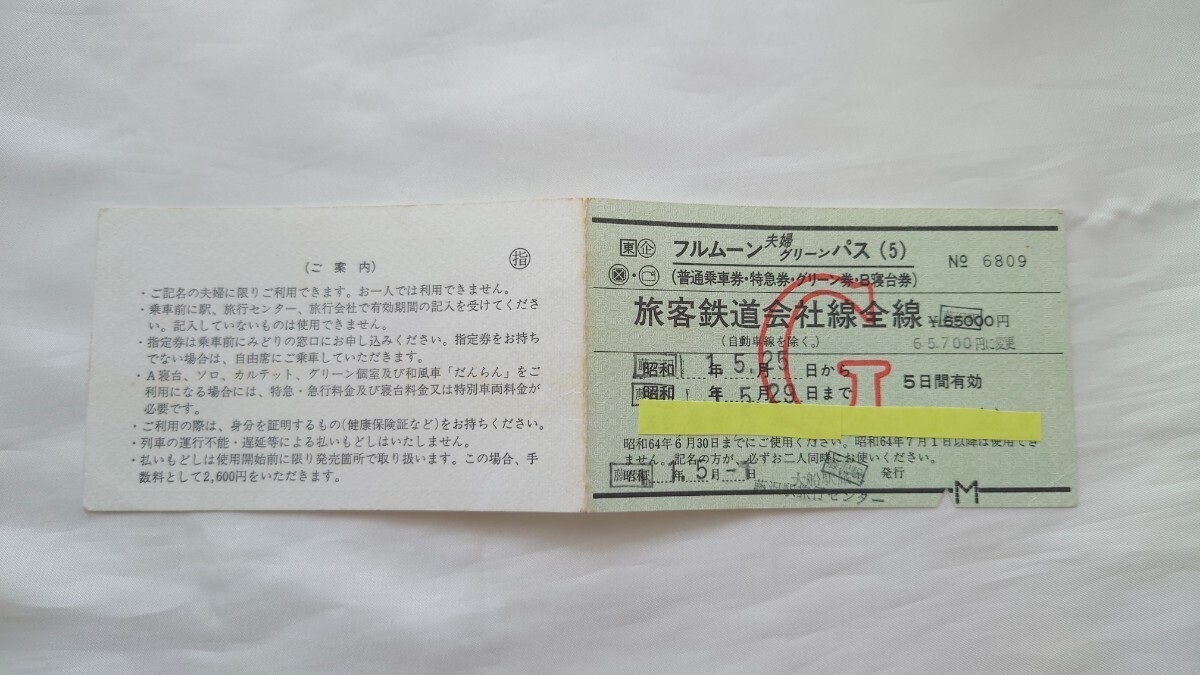 指
(ご案内)
・ご記名の夫婦に限りご利用できます。お一人では利用できません。
・乗車前に駅、旅行センター、旅行会社で有効期間の記入を受けてくださ
い。記入していないものは使用できません。
・指定券は乗車前にみどりの窓口にお申し込みください。指定券をお持ち
でない場合は、自由席にご乗車していただきます。
・A寝台、ソロ、カルテット、グリーン個室及び和風車「だんらん」をご
利用になる場合には、特急・急行料金及び寝台料金又は特別車両料金が
必要です。
・ご利用の際は、身分を証明するもの(健康保険証など)をお持ちください。
・列車の運行不能・遅延等による払いもどしはいたしません。
・払いもどしは使用開始前に限り発売箇所で取り扱います。この場合、手
数料として2,600円をいただきます。
東 企 フルムーン夫婦グリーンパス(5)
№ 6809
(普通乗車券・特急券・グリーン券・B寝台券)
旅客鉄道会社線全線 ¥65000円
(自動車線を除く。) 65,700円に変更
G
昭和 1年 5月 25日から
昭和 1年 5月 29日まで
5日間有効
昭和64年6月30日までにご使用ください。昭和64年7月1日以降は使用でき
ません。記名の方が、必ずお二人同時にお使いください。
昭和 1年 5月-1日 発行
センター
M